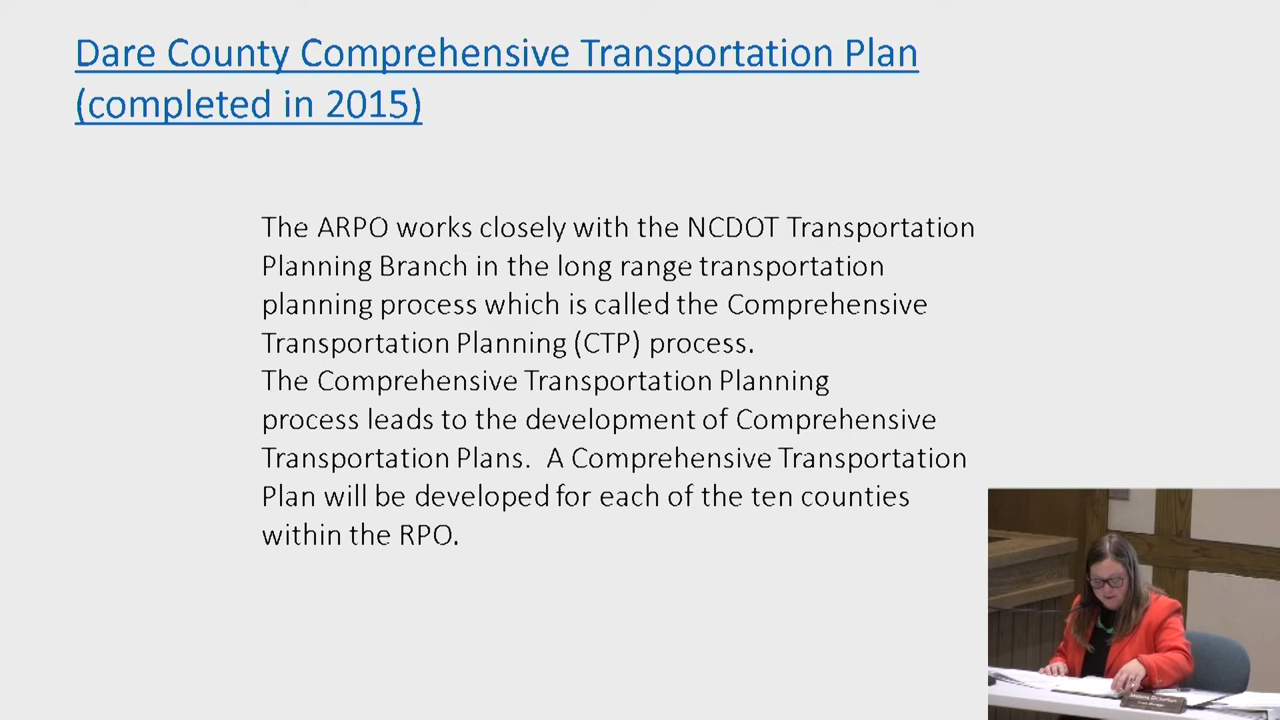 Dare County Comprehensive Transportation Plan
(completed in 2015)
The ARPO works closely with the NCDOT Transportation
Planning Branch in the long range transportation
planning process which is called the Comprehensive
Transportation Planning (CTP) process.
The Comprehensive Transportation Planning
process leads to the development of Comprehensive
Transportation Plans.  A Comprehensive Transportation
Plan will be developed for each of the ten counties
within the RPO.